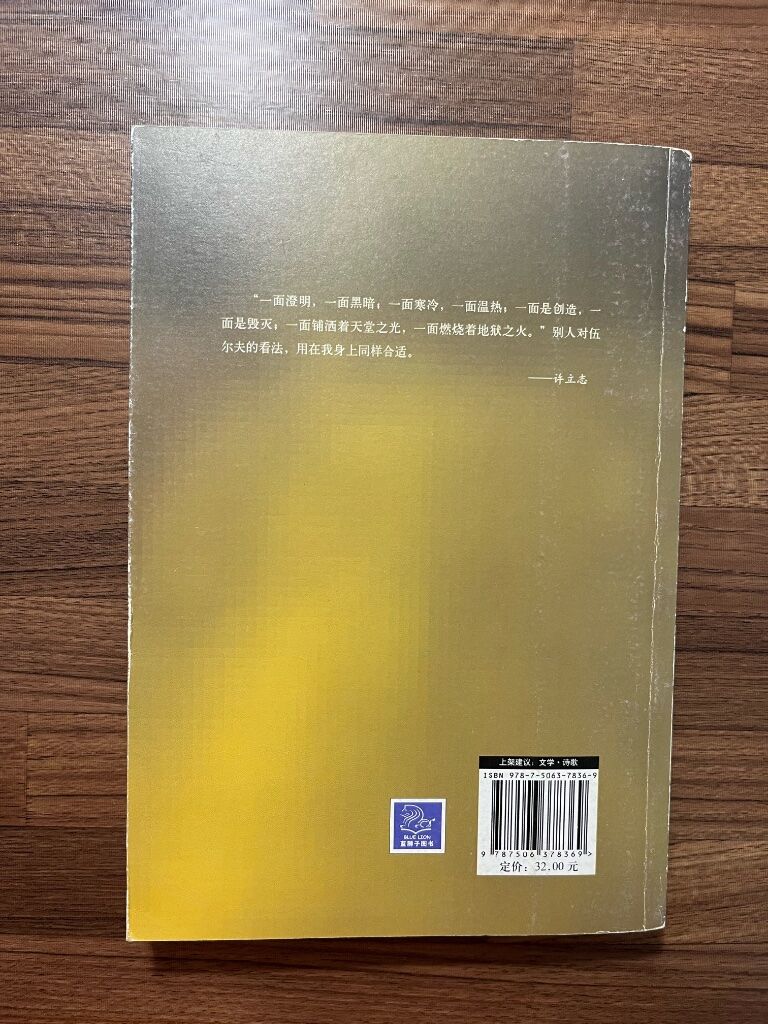 “一面澄明，一面黑暗；一面寒冷，一面温热；一面是创造，一
面是毁灭；一面铺洒着天堂之光，一面燃烧着地狱之火。”别人对伍
尔夫的看法，用在我身上同样合适。
——许立志
上架建议：文学·诗歌
ISBN 978-7-5063-7836-9
BLUE LION
蓝狮子图书
9 787506 378369>
定价：32.00 元